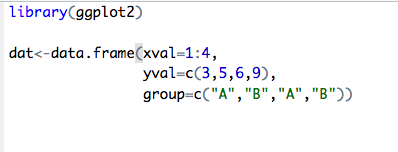 library(ggplot2)
dat<-data.frame(xval=1:4,
yval=c(3,5,6,9),
group=c("A","B","A","B"))